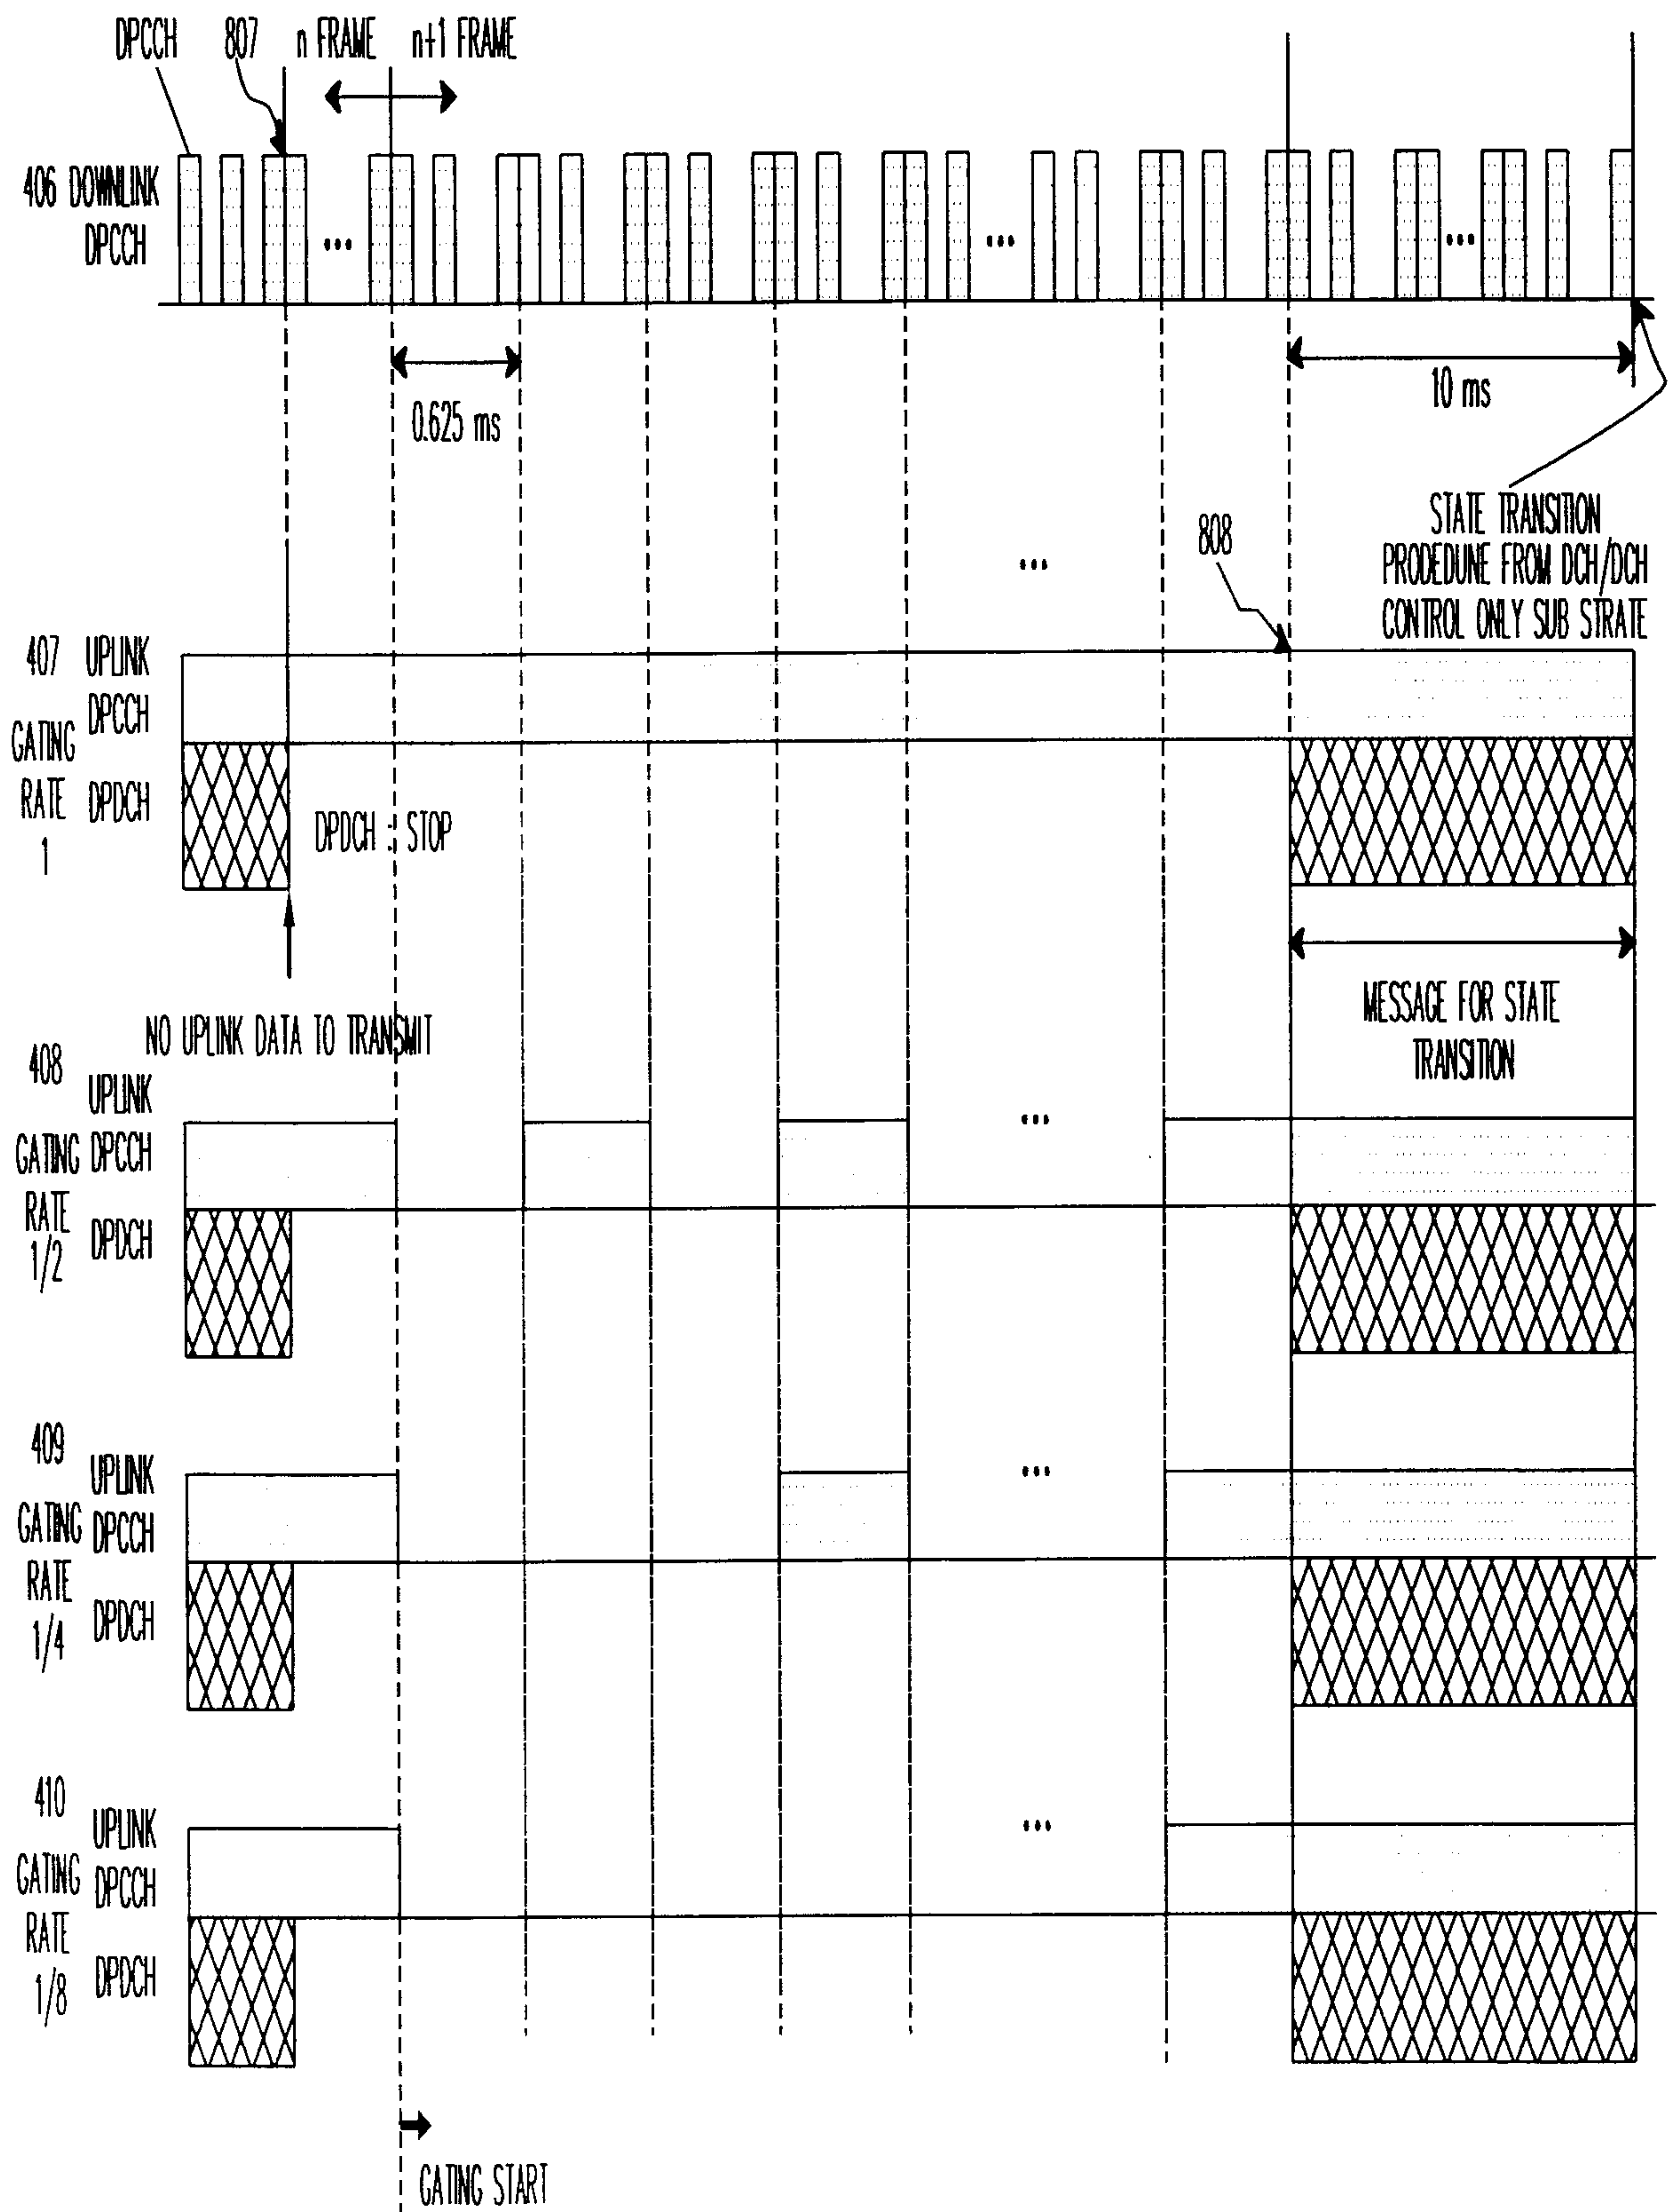 DPCCH 807 n FRAME n+1 FRAME
406 DOWNLINK
DPCCH
...
...
...
0.625 ms
10 ms
STATE TRANSITION
PRODEDUNE FROM DCH/DCH
CONTROL ONLY SUB STRATE
808
...
407 UPLINK
DPCCH
GATING
RATE DPDCH
1
DPDCH : STOP
NO UPLINK DATA TO TRANSMIT
MESSAGE FOR STATE
TRANSITION
408
UPLINK
GATING DPCCH
RATE
1/2 DPDCH
...
409
UPLINK
GATING DPCCH
RATE
1/4 DPDCH
...
410
UPLINK
GATING DPCCH
RATE
1/8 DPDCH
...
GATING START